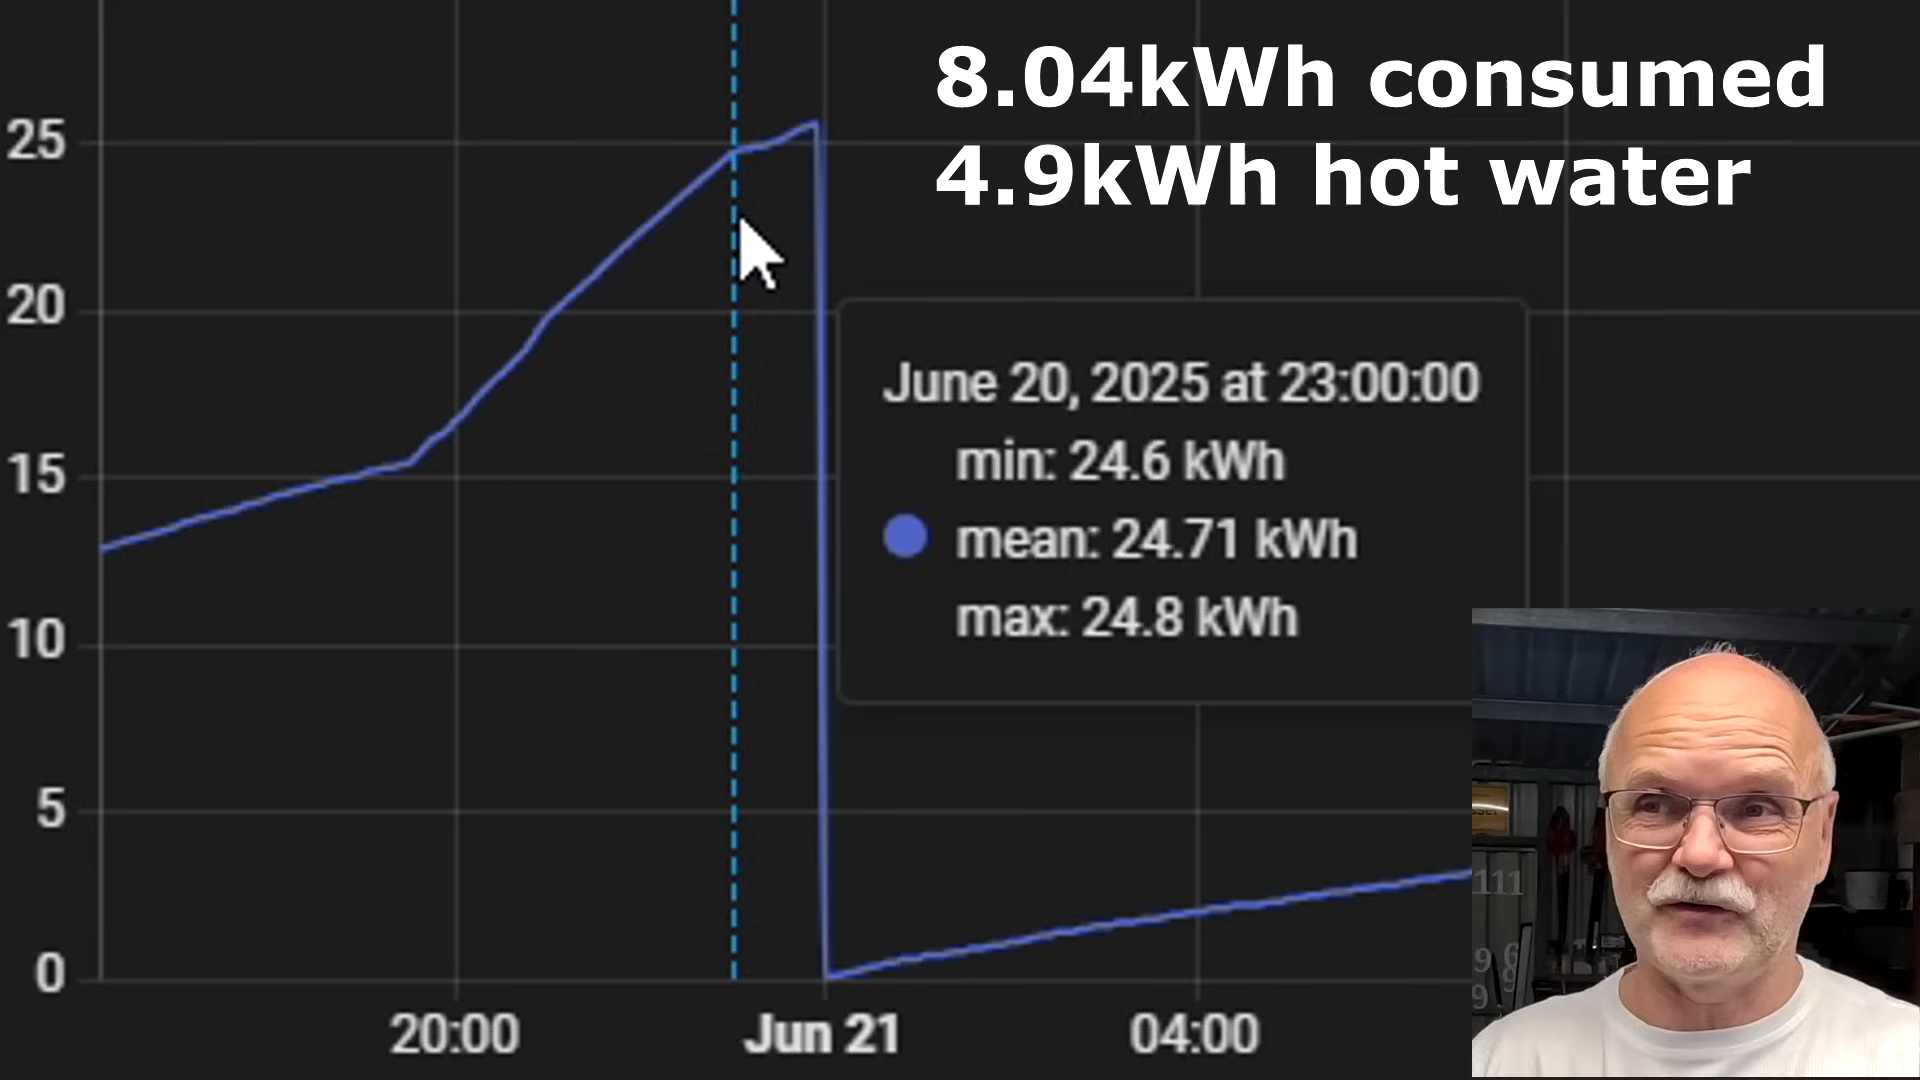 8.04kWh consumed
4.9kWh hot water
25
20
15
10
5
0
June 20, 2025 at 23:00:00
min: 24.6 kWh
mean: 24.71 kWh
max: 24.8 kWh
20:00
Jun 21
04:00